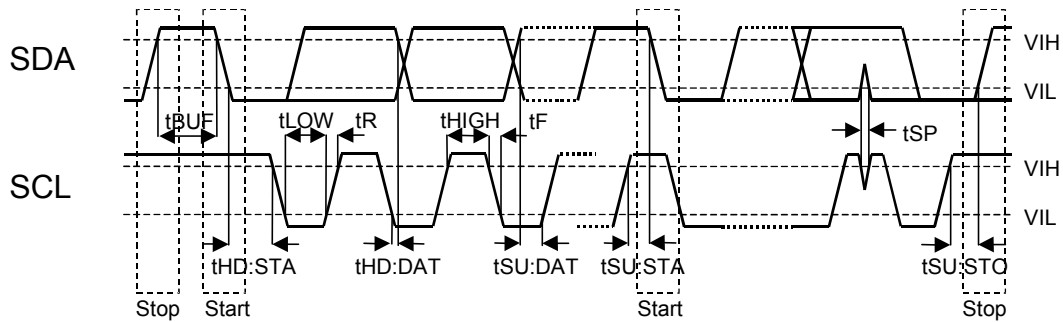 SDA
VIH
VIL
tBUF
tLOW
tR
tHIGH
tF
tSP
SCL
VIH
VIL
tHD:STA
tHD:DAT
tSU:DAT
tSU:STA
tSU:STO
Stop
Start
Start
Stop